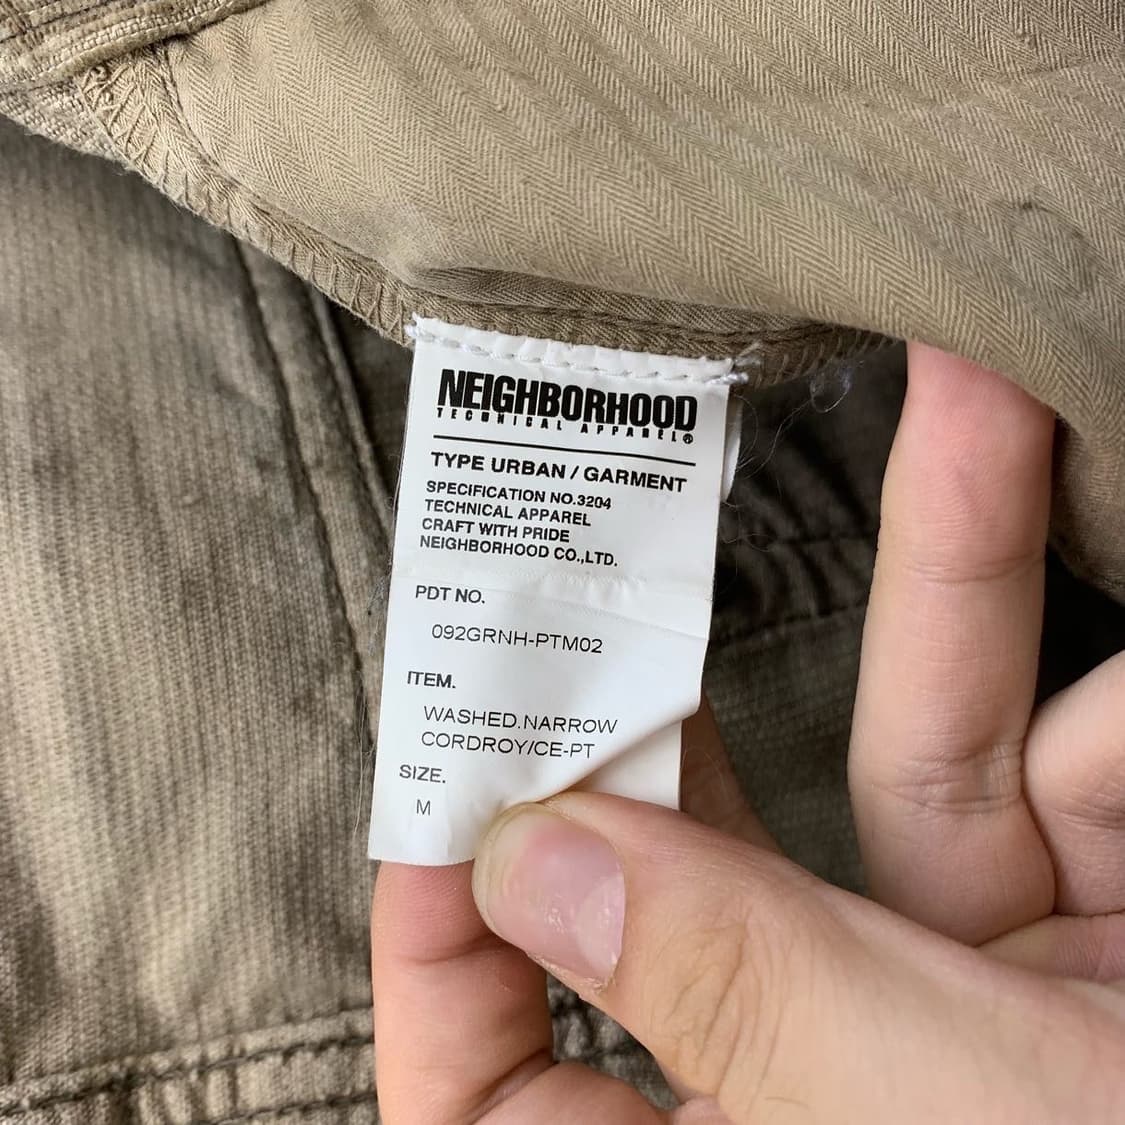 NEIGHBORHOOD
TECHNICAL APPAREL®
TYPE URBAN / GARMENT
SPECIFICATION NO.3204
TECHNICAL APPAREL
CRAFT WITH PRIDE
NEIGHBORHOOD CO.,LTD.
PDT NO.
092GRNH-PTM02
ITEM.
WASHED.NARROW
CORDROY/CE-PT
SIZE.
M